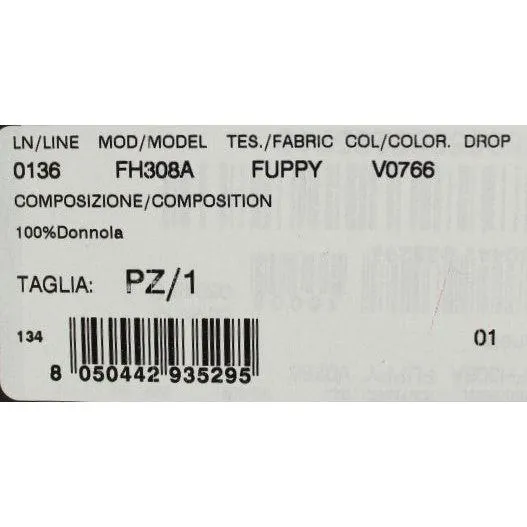 LN/LINE MOD/MODEL TES./FABRIC COL/COLOR. DROP
0136 FH308A FUPPY V0766
COMPOSIZIONE/COMPOSITION
100%Donnola
TAGLIA: PZ/1
134 01
8 050442 935295